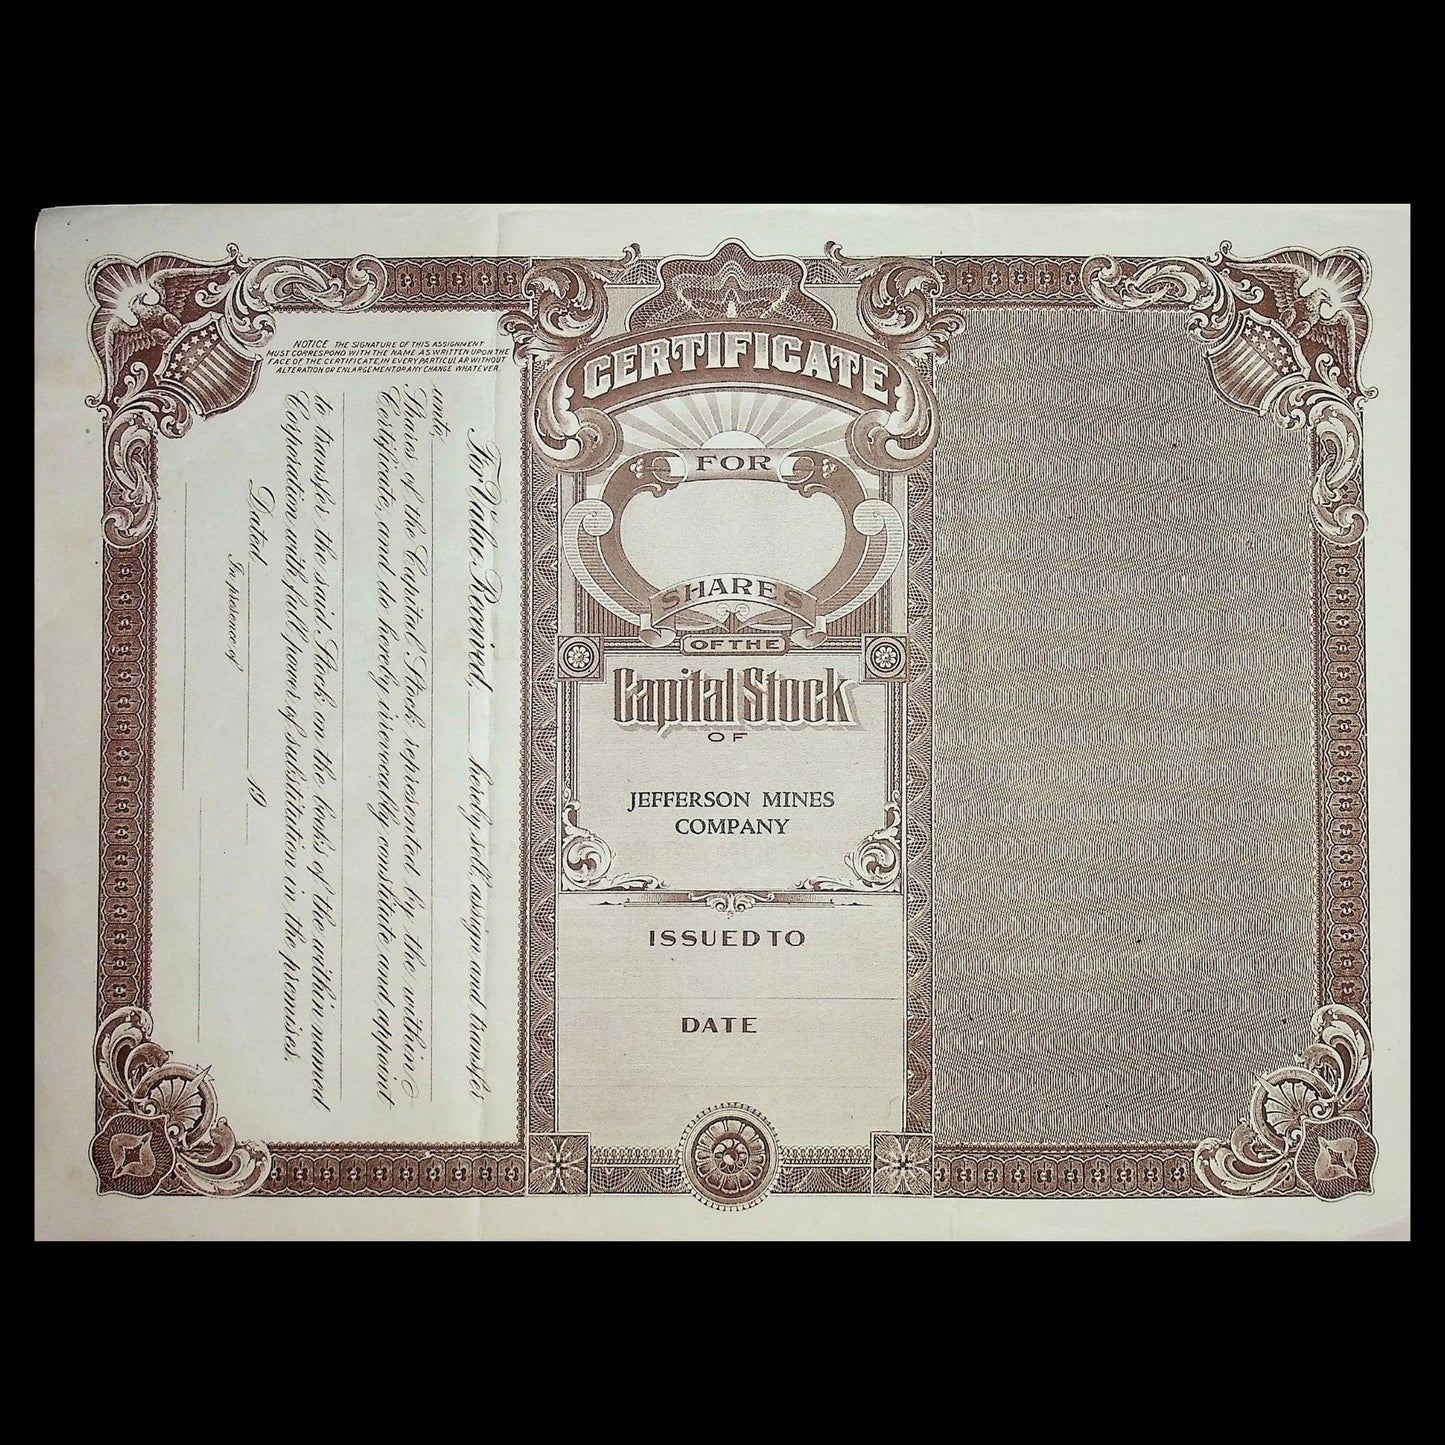 NOTICE THE SIGNATURE OF THIS ASSIGNMENT
MUST CORRESPOND WITH THE NAME AS WRITTEN UPON THE
FACE OF THE CERTIFICATE, IN EVERY PARTICULAR WITHOUT
ALTERATION OR ENLARGEMENT OR ANY CHANGE WHATEVER.
For Value Received, hereby sell, assign and transfer
unto
Shares of the Capital Stock represented by the within
Certificate, and do hereby irrevocably constitute and appoint
to transfer the said Stock on the books of the within named
Corporation with full power of substitution in the premises.
Dated 19
In presence of
CERTIFICATE
FOR
SHARES
OF THE
Capital Stock
OF
JEFFERSON MINES
COMPANY
ISSUED TO
DATE